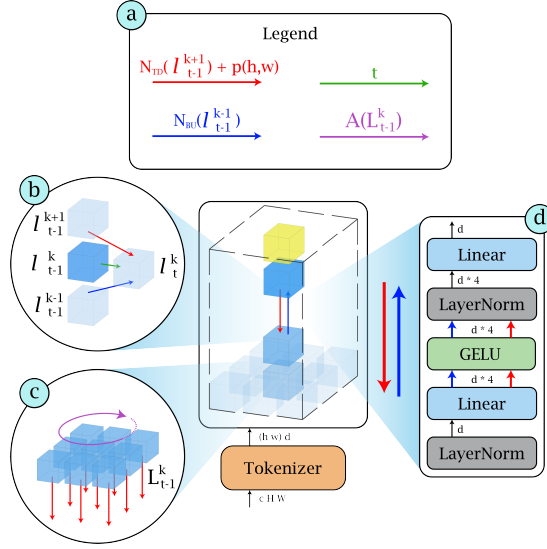 a
Legend
N_TD(l^{k+1}_{t-1}) + p(h,w)
t
N_BU(l^{k-1}_{t-1})
A(L^k_{t-1})
b
l^{k+1}_{t-1}
l^k_{t-1}
l^k_t
l^{k-1}_{t-1}
c
L^k_{t-1}
(h w) d
Tokenizer
c H W
d
d
Linear
d * 4
LayerNorm
d * 4
GELU
d * 4
Linear
d
LayerNorm